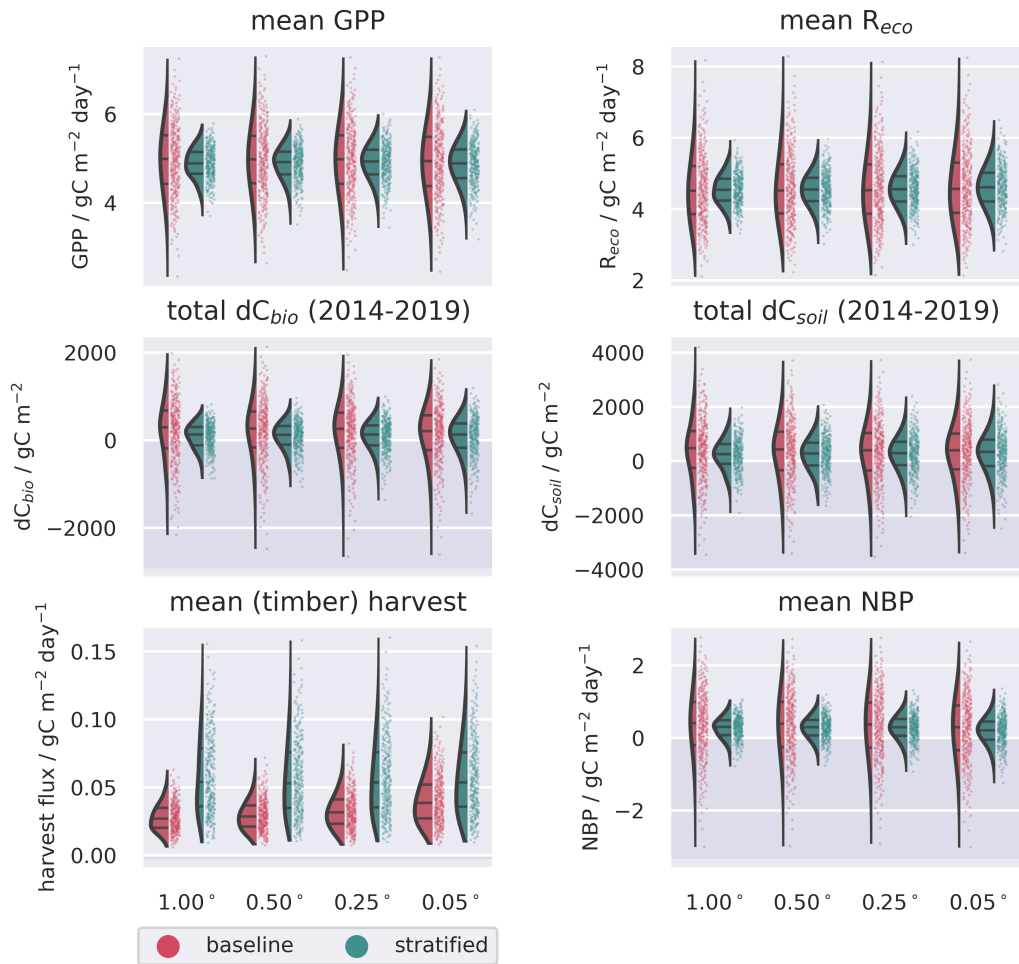 mean GPP
GPP / gC m⁻² day⁻¹
6
4
mean R_eco
R_eco / gC m⁻² day⁻¹
8
6
4
2
total dC_bio (2014-2019)
dC_bio / gC m⁻²
2000
0
−2000
total dC_soil (2014-2019)
dC_soil / gC m⁻²
4000
2000
0
−2000
−4000
mean (timber) harvest
harvest flux / gC m⁻² day⁻¹
0.15
0.10
0.05
0.00
1.00° 0.50° 0.25° 0.05°
mean NBP
NBP / gC m⁻² day⁻¹
2
0
−2
1.00° 0.50° 0.25° 0.05°
baseline stratified